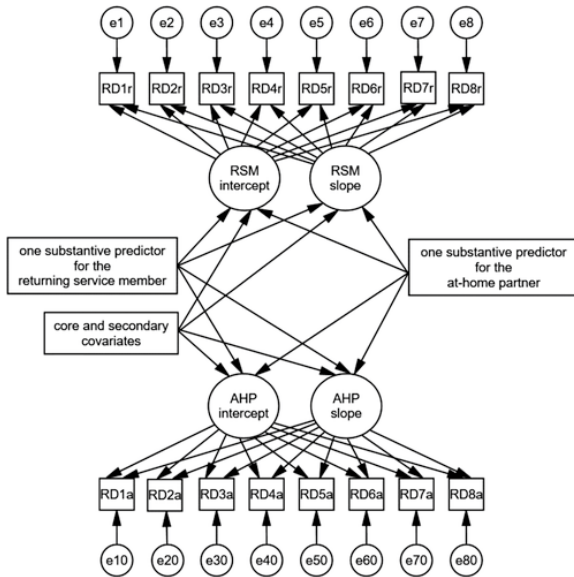 e1 e2 e3 e4 e5 e6 e7 e8
RD1r RD2r RD3r RD4r RD5r RD6r RD7r RD8r
RSM
intercept
RSM
slope
one substantive predictor
for the
returning service member
one substantive predictor
for the
at-home partner
core and secondary
covariates
AHP
intercept
AHP
slope
RD1a RD2a RD3a RD4a RD5a RD6a RD7a RD8a
e10 e20 e30 e40 e50 e60 e70 e80